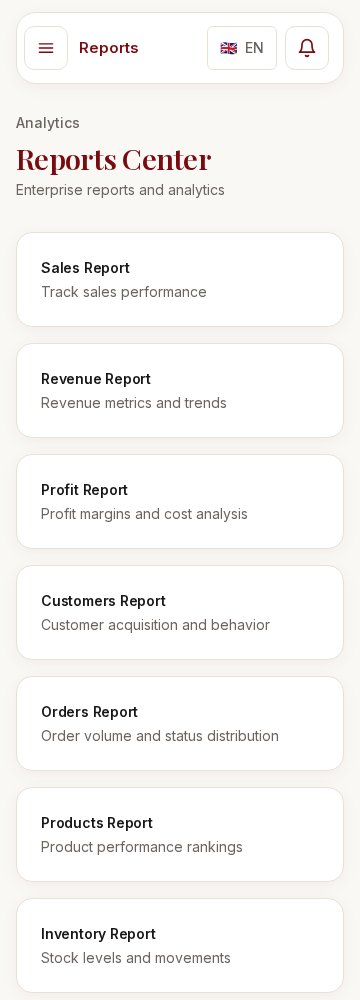 Reports
🇬🇧 EN
Analytics
Reports Center
Enterprise reports and analytics
Sales Report
Track sales performance
Revenue Report
Revenue metrics and trends
Profit Report
Profit margins and cost analysis
Customers Report
Customer acquisition and behavior
Orders Report
Order volume and status distribution
Products Report
Product performance rankings
Inventory Report
Stock levels and movements